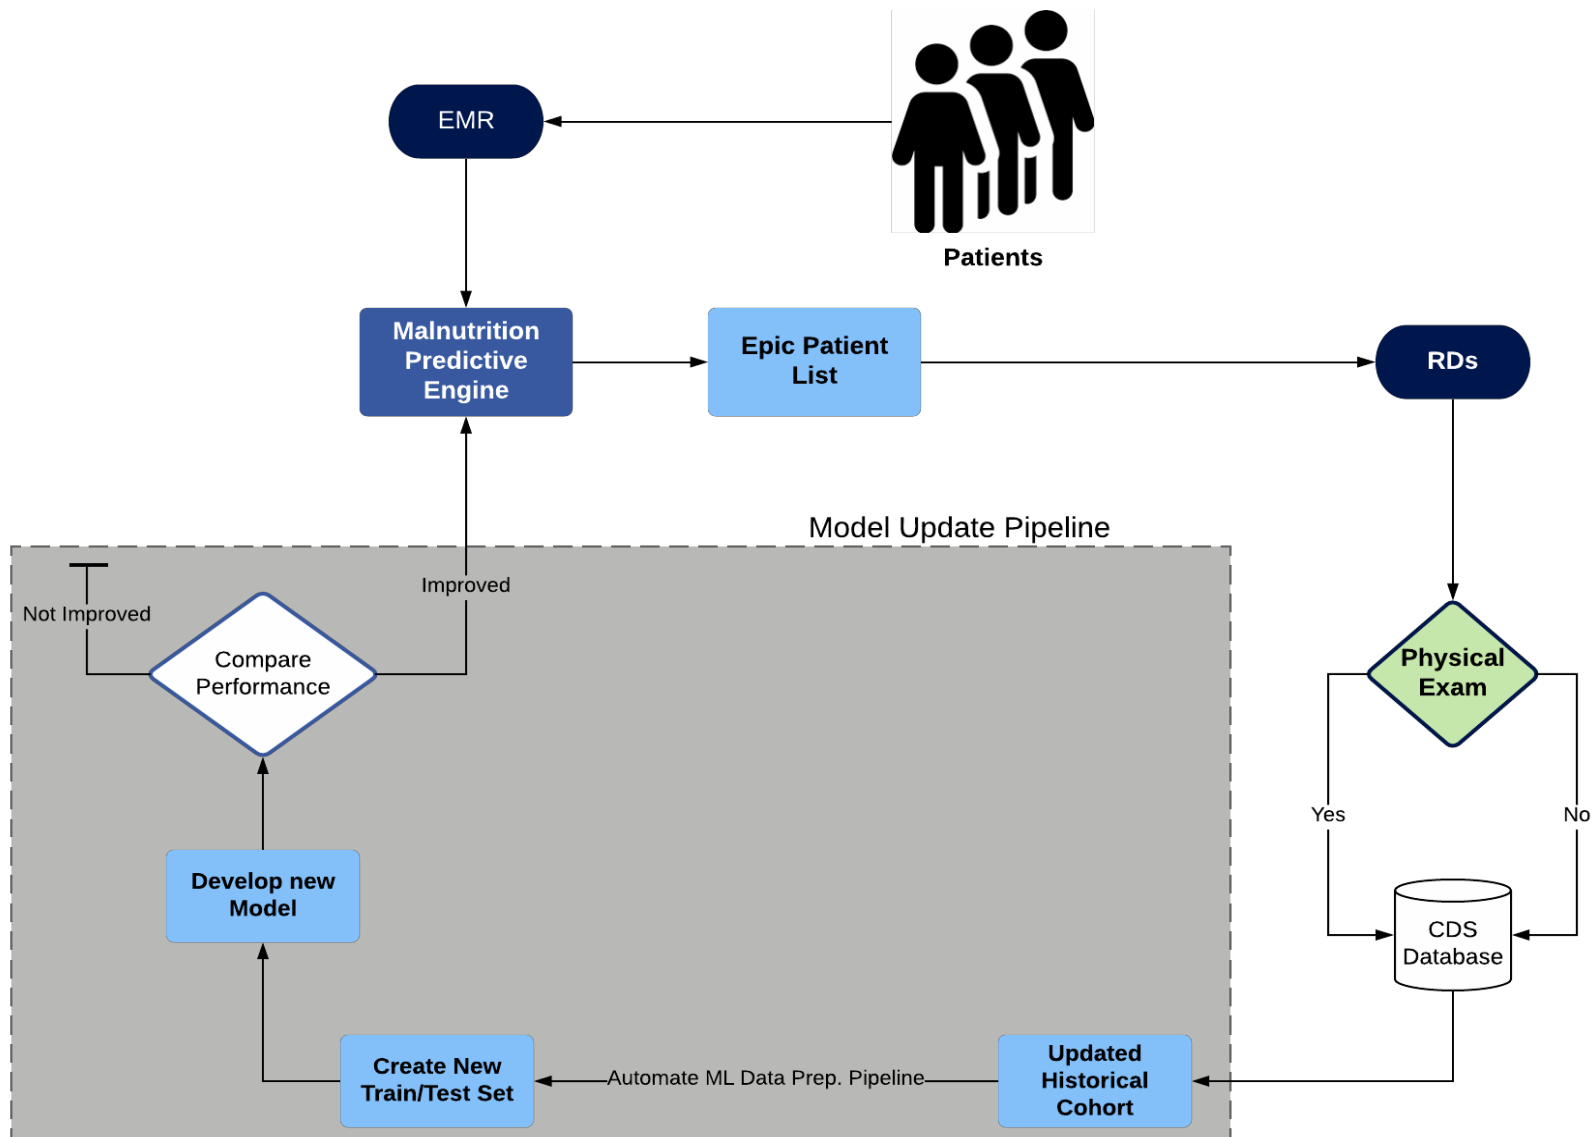 EMR
Patients
Malnutrition
Predictive
Engine
Epic Patient
List
RDs
Model Update Pipeline
Improved
Not Improved
Compare
Performance
Physical
Exam
Yes
No
Develop new
Model
CDS
Database
Create New
Train/Test Set
Automate ML Data Prep. Pipeline
Updated
Historical
Cohort